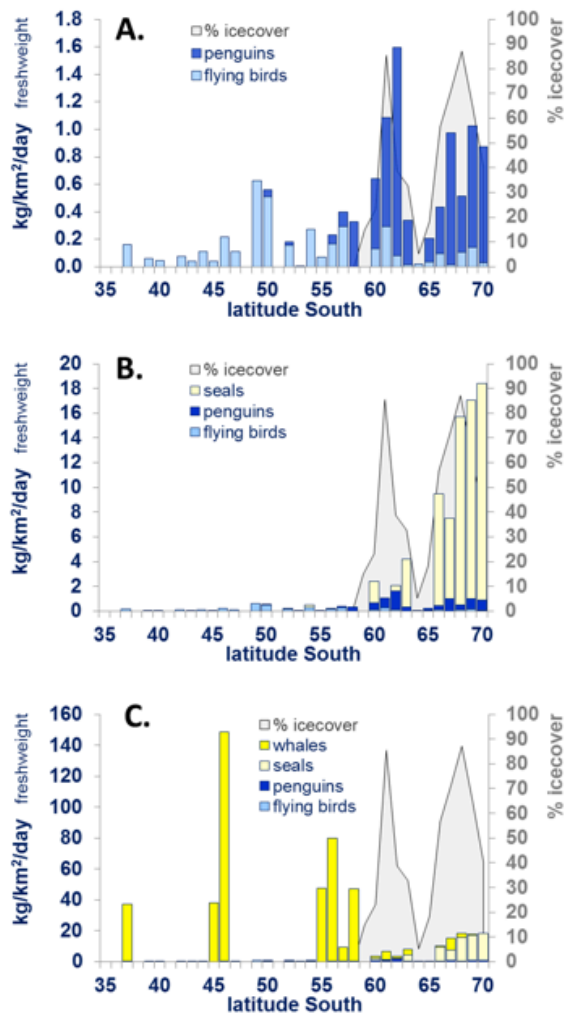 A.
% icecover
penguins
flying birds
kg/km²/day freshweight
1.8
1.6
1.4
1.2
1.0
0.8
0.6
0.4
0.2
0.0
100
90
80
70
60
50
40
30
20
10
0
% icecover
35 40 45 50 55 60 65 70
latitude South
B.
% icecover
seals
penguins
flying birds
kg/km²/day freshweight
20
18
16
14
12
10
8
6
4
2
0
100
90
80
70
60
50
40
30
20
10
0
% icecover
35 40 45 50 55 60 65 70
latitude South
C.
% icecover
whales
seals
penguins
flying birds
kg/km²/day freshweight
160
140
120
100
80
60
40
20
0
100
90
80
70
60
50
40
30
20
10
0
% icecover
35 40 45 50 55 60 65 70
latitude South